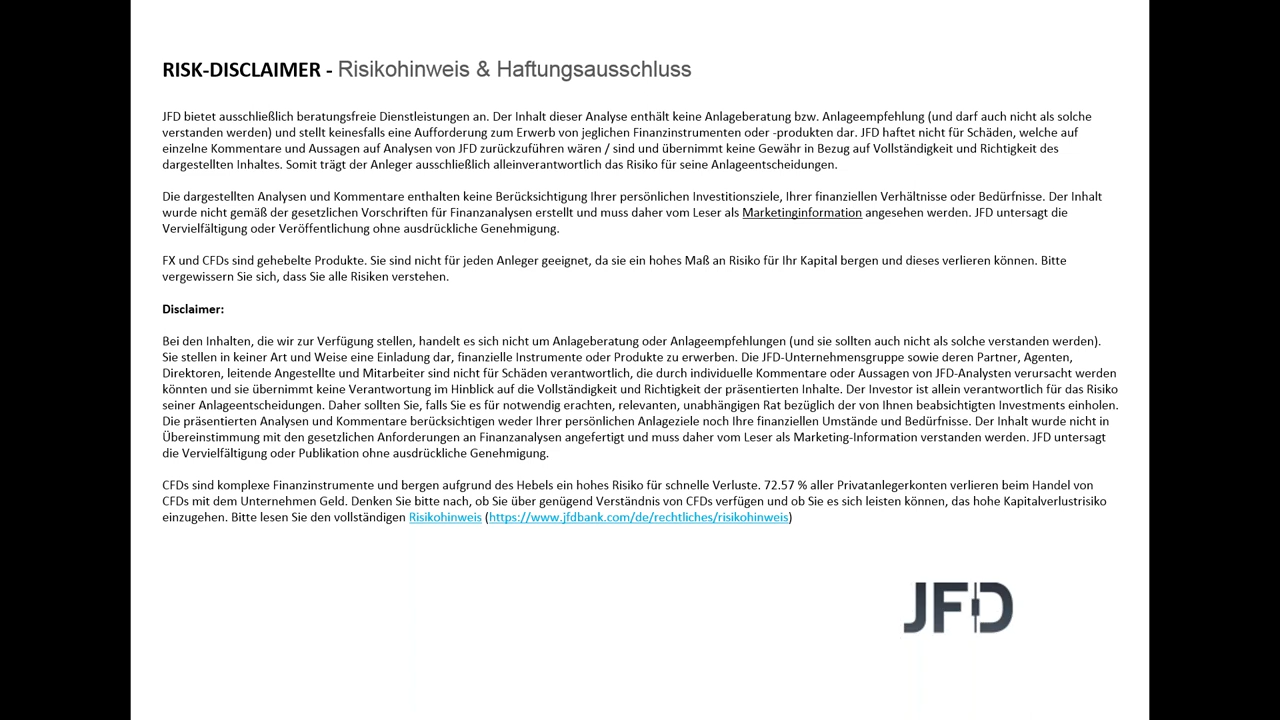 RISK-DISCLAIMER - Risikohinweis & Haftungsausschluss
JFD bietet ausschließlich beratungsfreie Dienstleistungen an. Der Inhalt dieser Analyse enthält keine Anlageberatung bzw. Anlageempfehlung (und darf auch nicht als solche
verstanden werden) und stellt keinesfalls eine Aufforderung zum Erwerb von jeglichen Finanzinstrumenten oder -produkten dar. JFD haftet nicht für Schäden, welche auf
einzelne Kommentare und Aussagen auf Analysen von JFD zurückzuführen wären / sind und übernimmt keine Gewähr in Bezug auf Vollständigkeit und Richtigkeit des
dargestellten Inhaltes. Somit trägt der Anleger ausschließlich alleinverantwortlich das Risiko für seine Anlageentscheidungen.
Die dargestellten Analysen und Kommentare enthalten keine Berücksichtigung Ihrer persönlichen Investitionsziele, Ihrer finanziellen Verhältnisse oder Bedürfnisse. Der Inhalt
wurde nicht gemäß der gesetzlichen Vorschriften für Finanzanalysen erstellt und muss daher vom Leser als Marketinginformation angesehen werden. JFD untersagt die
Vervielfältigung oder Veröffentlichung ohne ausdrückliche Genehmigung.
FX und CFDs sind gehebelte Produkte. Sie sind nicht für jeden Anleger geeignet, da sie ein hohes Maß an Risiko für Ihr Kapital bergen und dieses verlieren können. Bitte
vergewissern Sie sich, dass Sie alle Risiken verstehen.
Disclaimer:
Bei den Inhalten, die wir zur Verfügung stellen, handelt es sich nicht um Anlageberatung oder Anlageempfehlungen (und sie sollten auch nicht als solche verstanden werden).
Sie stellen in keiner Art und Weise eine Einladung dar, finanzielle Instrumente oder Produkte zu erwerben. Die JFD-Unternehmensgruppe sowie deren Partner, Agenten,
Direktoren, leitende Angestellte und Mitarbeiter sind nicht für Schäden verantwortlich, die durch individuelle Kommentare oder Aussagen von JFD-Analysten verursacht werden
könnten und sie übernimmt keine Verantwortung im Hinblick auf die Vollständigkeit und Richtigkeit der präsentierten Inhalte. Der Investor ist allein verantwortlich für das Risiko
seiner Anlageentscheidungen. Daher sollten Sie, falls Sie es für notwendig erachten, relevanten, unabhängigen Rat bezüglich der von Ihnen beabsichtigten Investments einholen.
Die präsentierten Analysen und Kommentare berücksichtigen weder Ihrer persönlichen Anlageziele noch Ihre finanziellen Umstände und Bedürfnisse. Der Inhalt wurde nicht in
Übereinstimmung mit den gesetzlichen Anforderungen an Finanzanalysen angefertigt und muss daher vom Leser als Marketing-Information verstanden werden. JFD untersagt
die Vervielfältigung oder Publikation ohne ausdrückliche Genehmigung.
CFDs sind komplexe Finanzinstrumente und bergen aufgrund des Hebels ein hohes Risiko für schnelle Verluste. 72.57 % aller Privatanlegerkonten verlieren beim Handel von
CFDs mit dem Unternehmen Geld. Denken Sie bitte nach, ob Sie über genügend Verständnis von CFDs verfügen und ob Sie es sich leisten können, das hohe Kapitalverlustrisiko
einzugehen. Bitte lesen Sie den vollständigen Risikohinweis (https://www.jfdbank.com/de/rechtliches/risikohinweis)
JFD